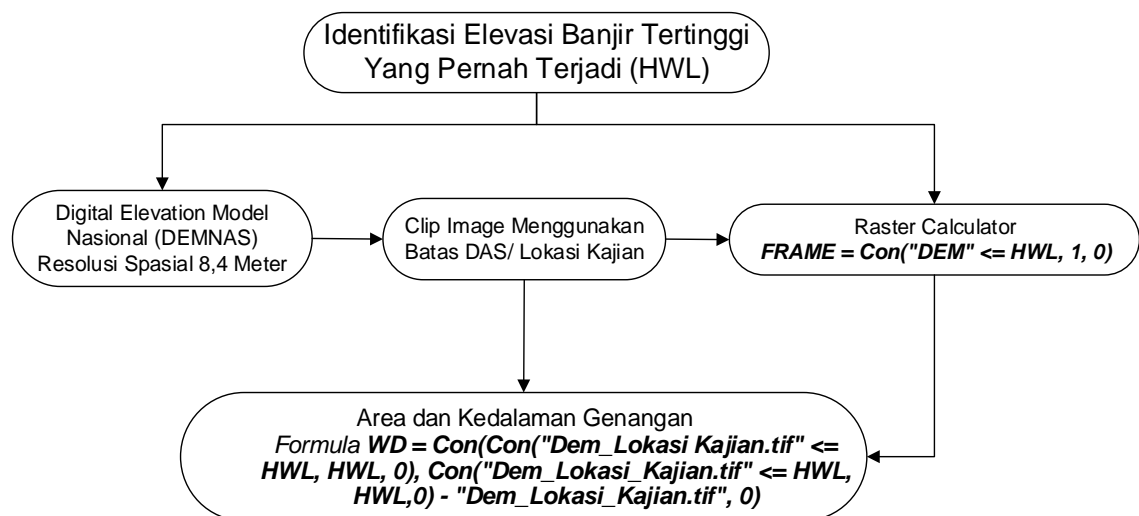 Identifikasi Elevasi Banjir Tertinggi
Yang Pernah Terjadi (HWL)
Digital Elevation Model
Nasional (DEMNAS)
Resolusi Spasial 8,4 Meter
Clip Image Menggunakan
Batas DAS/ Lokasi Kajian
Raster Calculator
FRAME = Con("DEM" <= HWL, 1, 0)
Area dan Kedalaman Genangan
Formula WD = Con(Con("Dem_Lokasi Kajian.tif" <=
HWL, HWL, 0), Con("Dem_Lokasi_Kajian.tif" <= HWL,
HWL,0) - "Dem_Lokasi_Kajian.tif", 0)